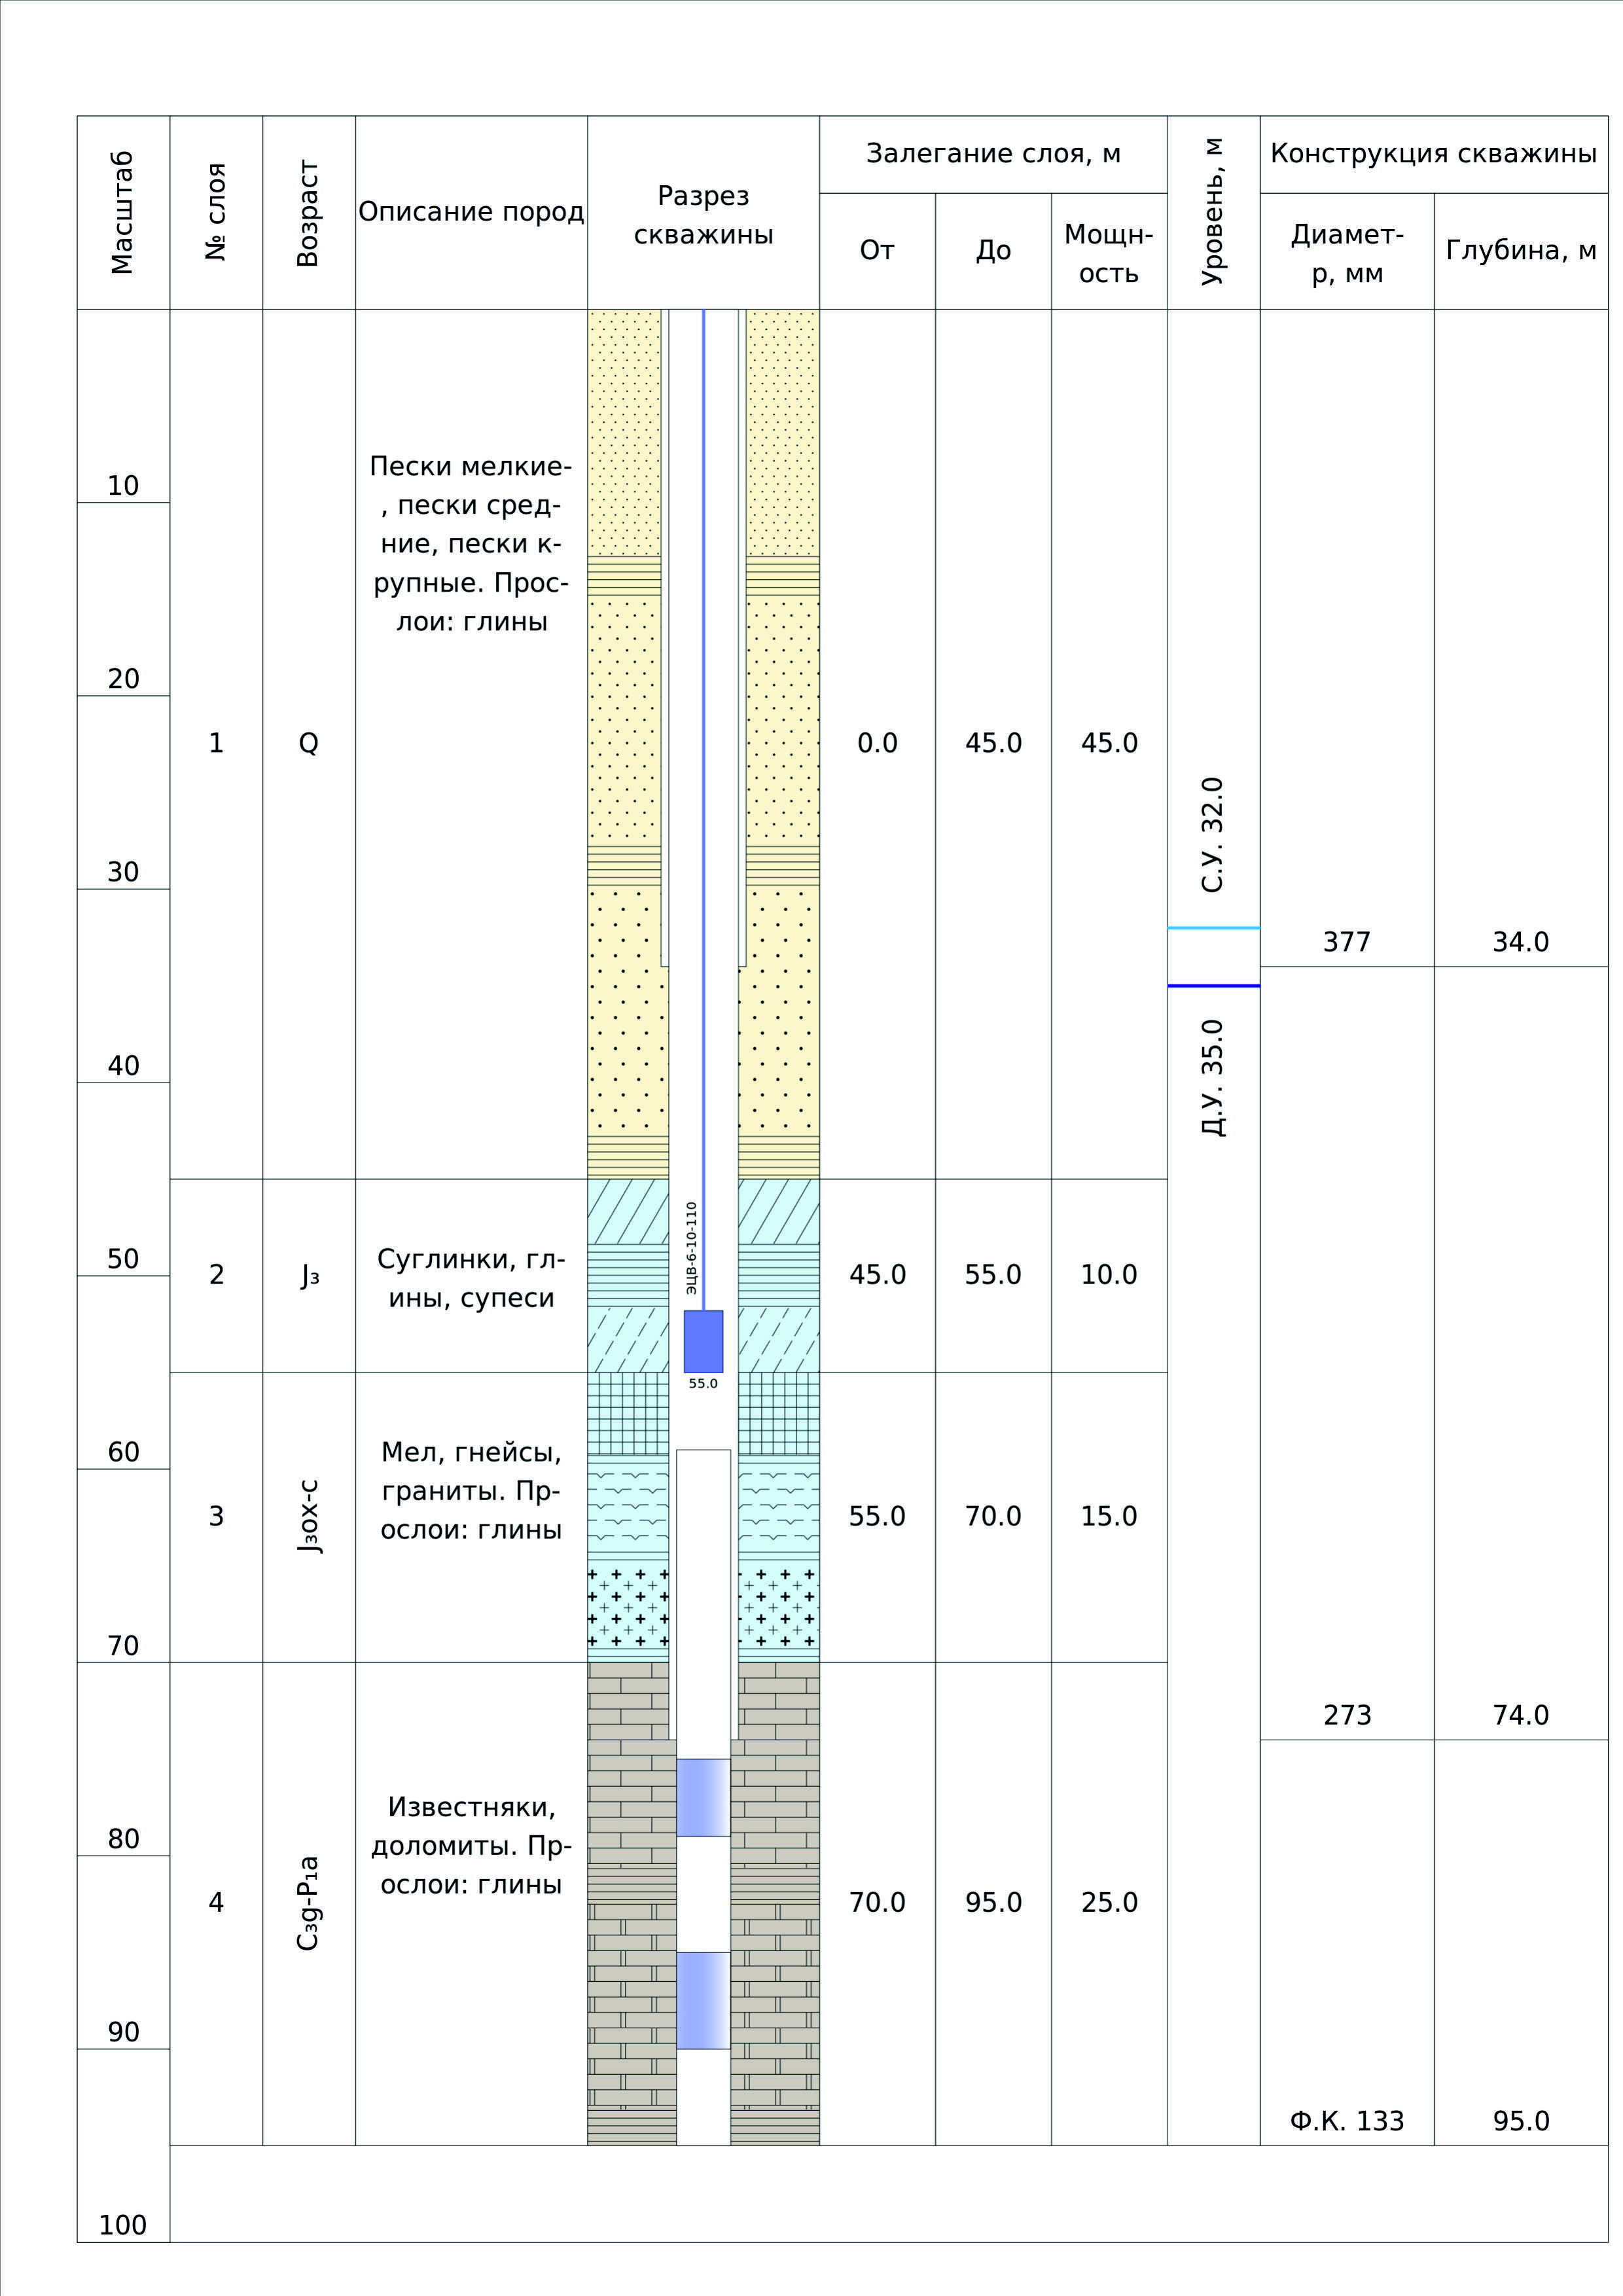 Масштаб
№ слоя
Возраст
Описание пород
Разрез
скважины
Залегание слоя, м
От
До
Мощн-
ость
Уровень, м
Конструкция скважины
Диамет-
р, мм
Глубина, м
10
20
30
40
50
60
70
80
90
100
1
Q
Пески мелкие-
, пески сред-
ние, пески к-
рупные. Прос-
лои: глины
0.0
45.0
45.0
С.У. 32.0
Д.У. 35.0
377
34.0
2
J₃
Суглинки, гл-
ины, супеси
ЭЦВ-6-10-110
55.0
45.0
55.0
10.0
3
J₃ox-c
Мел, гнейсы,
граниты. Пр-
ослои: глины
55.0
70.0
15.0
273
74.0
4
C₃g-P₁a
Известняки,
доломиты. Пр-
ослои: глины
70.0
95.0
25.0
Ф.К. 133
95.0